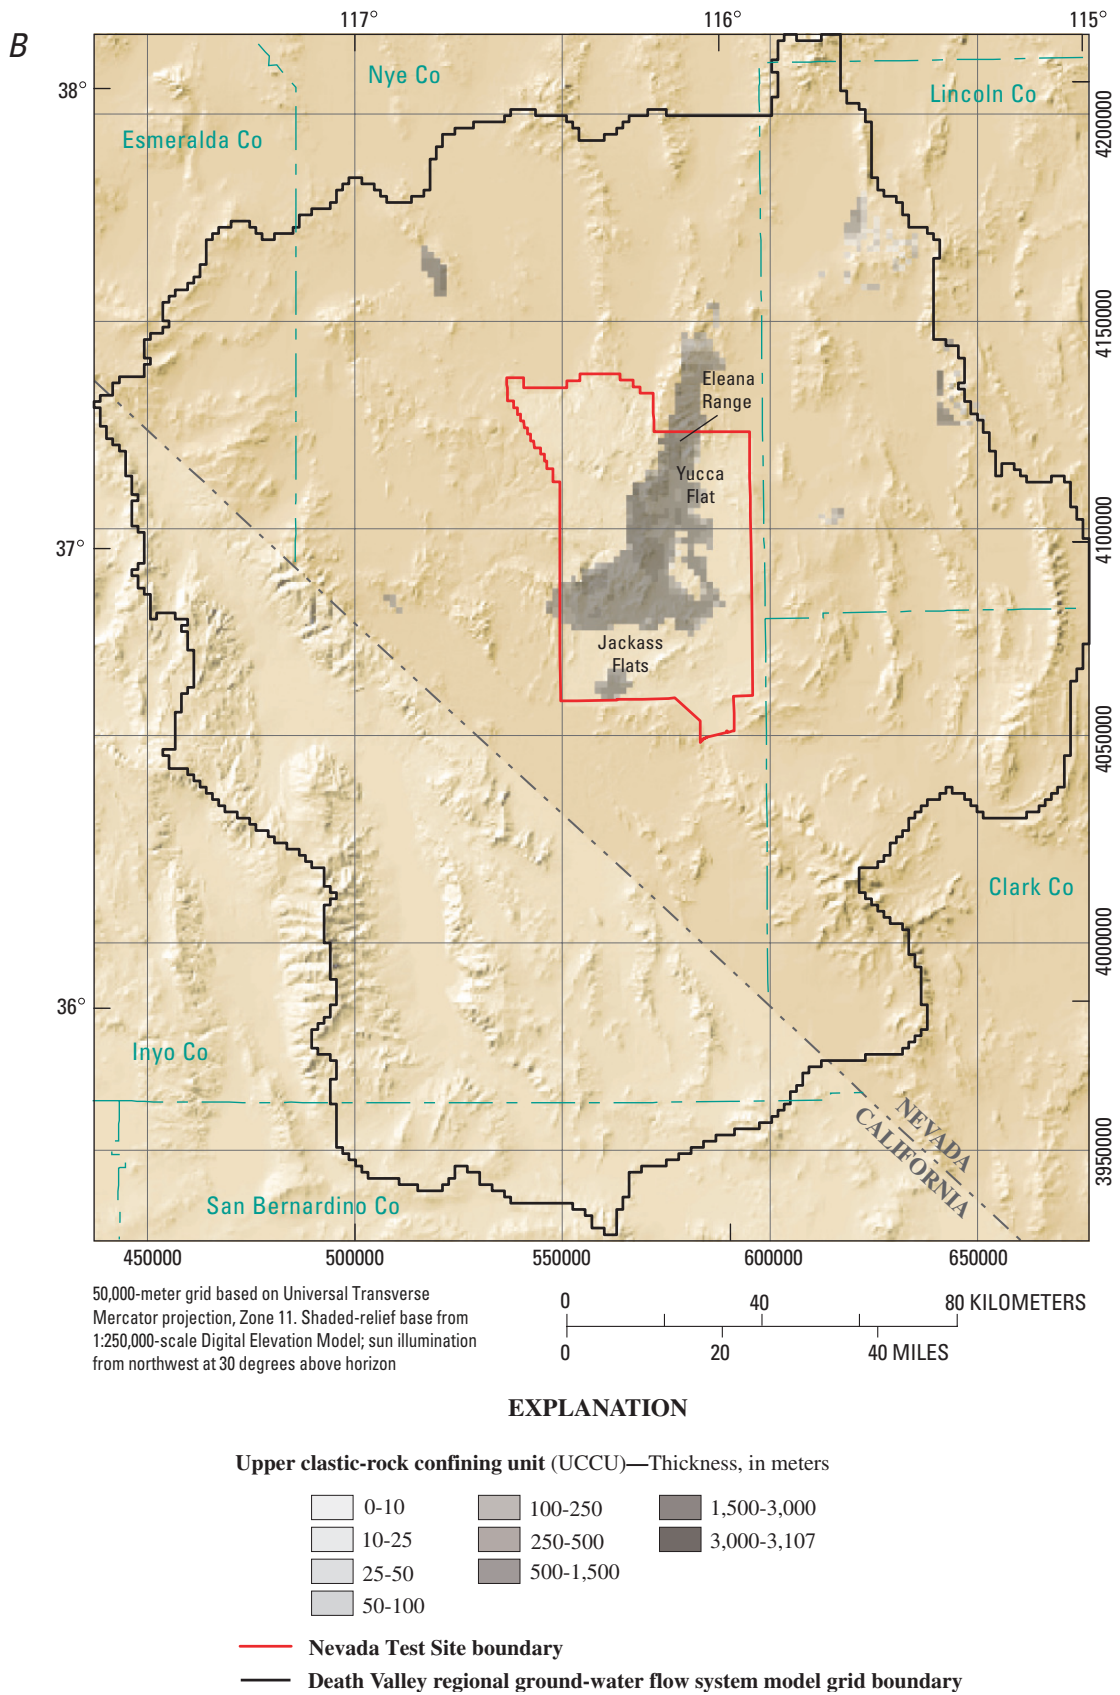 B
117°
116°
115°
38°
37°
36°
Nye Co
Lincoln Co
Esmeralda Co
4200000
4150000
4100000
4050000
4000000
3950000
Eleana
Range
Yucca
Flat
Jackass
Flats
Clark Co
Inyo Co
NEVADA
CALIFORNIA
San Bernardino Co
450000
500000
550000
600000
650000
50,000-meter grid based on Universal Transverse
Mercator projection, Zone 11. Shaded-relief base from
1:250,000-scale Digital Elevation Model; sun illumination
from northwest at 30 degrees above horizon
0 40 80 KILOMETERS
0 20 40 MILES
EXPLANATION
Upper clastic-rock confining unit (UCCU)—Thickness, in meters
0-10
10-25
25-50
50-100
100-250
250-500
500-1,500
1,500-3,000
3,000-3,107
Nevada Test Site boundary
Death Valley regional ground-water flow system model grid boundary